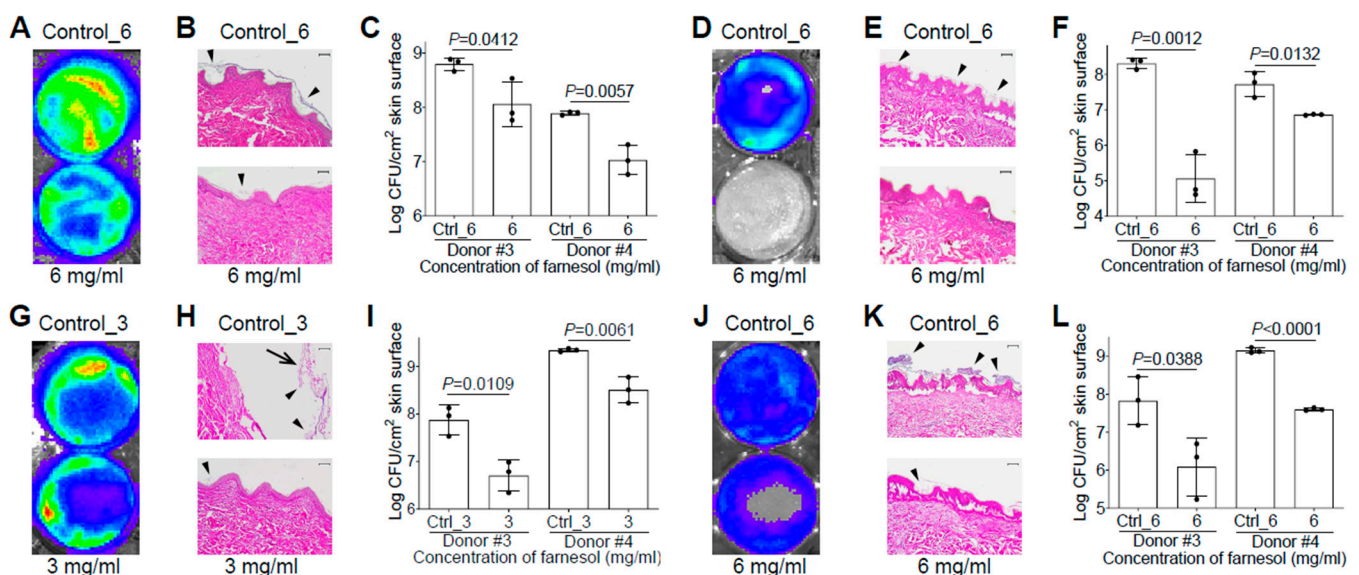 A Control_6
6 mg/ml
B Control_6
6 mg/ml
C
Log CFU/cm² skin surface
9
8
7
6
P=0.0412
P=0.0057
Ctrl_6 6 Ctrl_6 6
Donor #3 Donor #4
Concentration of farnesol (mg/ml)
D Control_6
6 mg/ml
E Control_6
6 mg/ml
F
Log CFU/cm² skin surface
8
7
6
5
4
P=0.0012
P=0.0132
Ctrl_6 6 Ctrl_6 6
Donor #3 Donor #4
Concentration of farnesol (mg/ml)
G Control_3
3 mg/ml
H Control_3
3 mg/ml
I
Log CFU/cm² skin surface
9
8
7
6
P=0.0109
P=0.0061
Ctrl_3 3 Ctrl_3 3
Donor #3 Donor #4
Concentration of farnesol (mg/ml)
J Control_6
6 mg/ml
K Control_6
6 mg/ml
L
Log CFU/cm² skin surface
9
8
7
6
5
P=0.0388
P<0.0001
Ctrl_6 6 Ctrl_6 6
Donor #3 Donor #4
Concentration of farnesol (mg/ml)